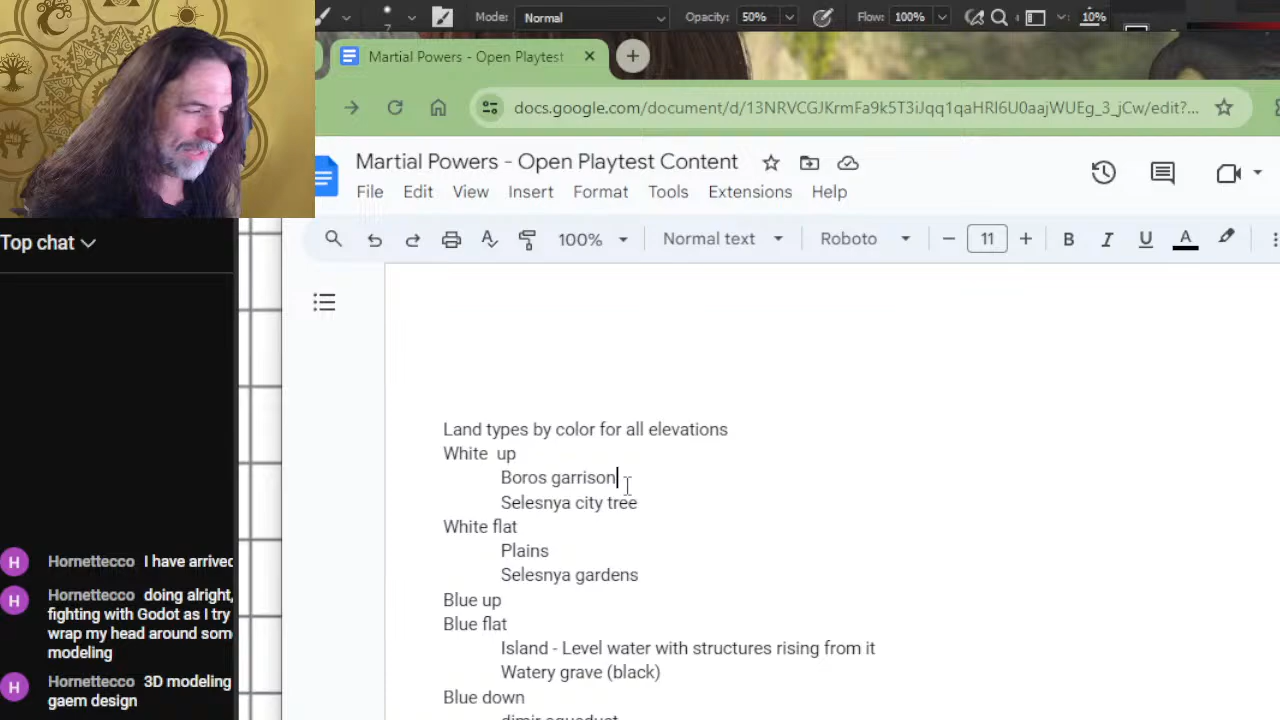 Mode:
Normal
Opacity:
50%
Flow:
100%
10%
7
Martial Powers - Open Playtest
docs.google.com/document/d/13NRVCGJKrmFa9k5T3iJqq1qaHRI6U0aajWUEg_3_jCw/edit?...
Martial Powers - Open Playtest Content
File Edit View Insert Format Tools Extensions Help
100%
Normal text
Roboto
11
B I U A
Top chat
H
Hornettecco I have arrived
H
Hornettecco doing alright,
fighting with Godot as I try
wrap my head around som
modeling
H
Hornettecco 3D modeling
gaem design
Land types by color for all elevations
White  up
Boros garrison
Selesnya city tree
White flat
Plains
Selesnya gardens
Blue up
Blue flat
Island - Level water with structures rising from it
Watery grave (black)
Blue down
dimir aqueduct